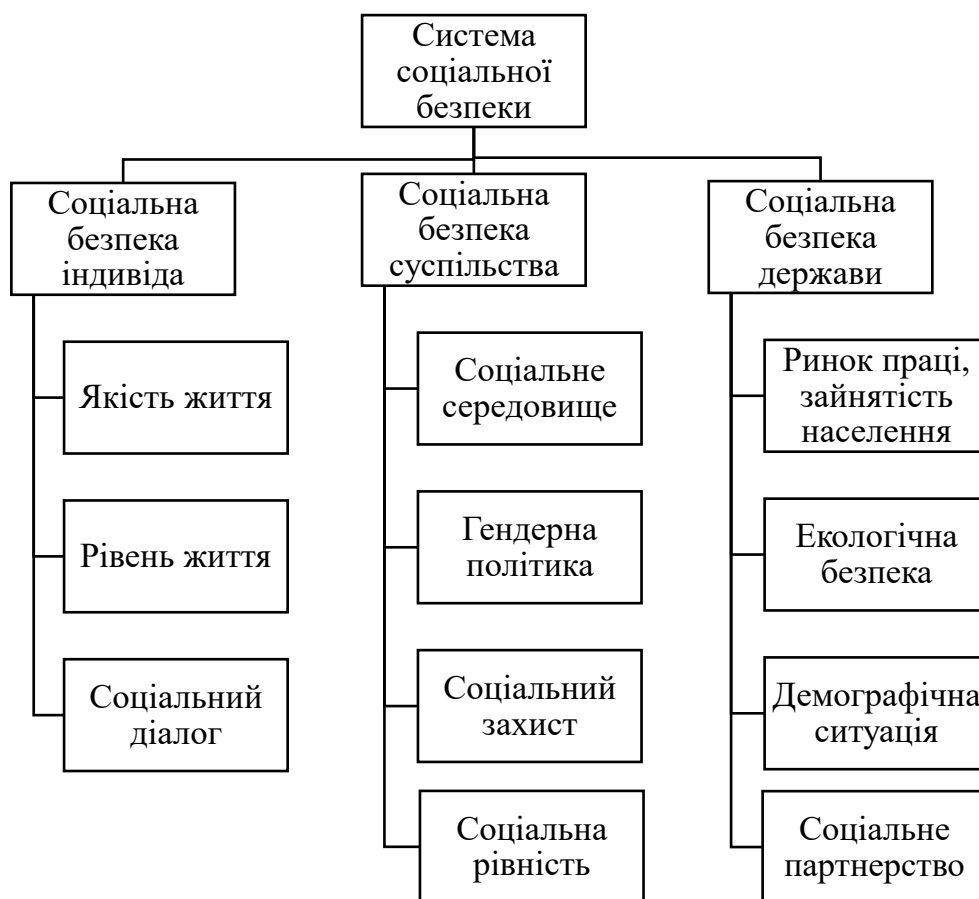 Система
соціальної
безпеки
Соціальна
безпека
індивіда
Якість життя
Рівень життя
Соціальний
діалог
Соціальна
безпека
суспільства
Соціальне
середовище
Гендерна
політика
Соціальний
захист
Соціальна
рівність
Соціальна
безпека
держави
Ринок праці,
зайнятість
населення
Екологічна
безпека
Демографічна
ситуація
Соціальне
партнерство